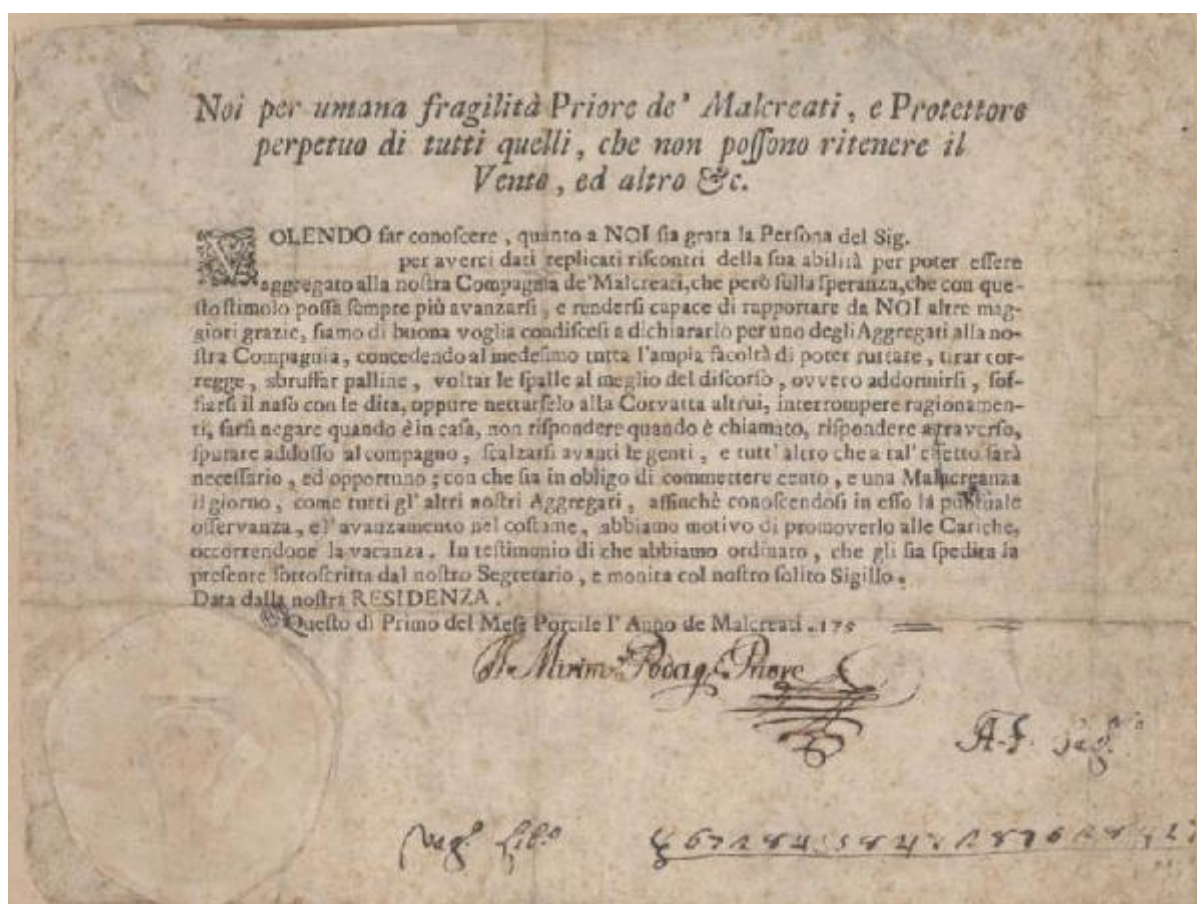 Noi per umana fragilità Priore de' Malcreati, e Protettore
perpetuo di tutti quelli, che non poſſono ritenere il
Vento, ed altro &c.
VOLENDO far conoſcere, quanto a NOI ſia grata la Perſona del Sig.
per averci dati replicati riſcontri della ſua abilità per poter eſſere
aggregato alla noſtra Compagnia de' Malcreati, che però ſulla ſperanza, che con que-
ſto ſtimolo poſſa ſempre più avanzarſi, e renderſi capace di rapportare da NOI altre mag-
giori grazie, ſiamo di buona voglia condiſceſi a dichiararlo per uno degli Aggregati alla no-
ſtra Compagnia, concedendo al medeſimo tutta l'ampia facoltà di poter ruttare, tirar cor-
regge, sbruffar palline, voltar le ſpalle al meglio del diſcorſo, ovvero addormirſi, ſof-
fiarſi il naſo con le dita, oppure nettarſelo alla Corvatta altrui, interrompere ragionamen-
ti, farſi negare quando è in caſa, non riſpondere quando è chiamato, riſpondere atraverſo,
ſputare addoſſo al compagno, ſcalzarſi avanti le genti, e tutt' altro che a tal' effetto ſarà
neceſſario, ed opportuno; con che ſia in obligo di commettere cento, e una Malacreanza
il giorno, come tutti gl' altri noſtri Aggregati, affinchè conoſcendoſi in eſſo la puntuale
oſſervanza, e l' avanzamento nel coſtume, abbiamo motivo di promoverlo alle Cariche,
occorrendone la vacanza. In teſtimonio di che abbiamo ordinato, che gli ſia ſpedita la
preſente ſottoſcritta dal noſtro Segretario, e monita col noſtro ſolito Sigillo.
Data dalla noſtra RESIDENZA.
Queſto di Primo del Meſe Porcile l' Anno de Malcreati. 175
Priore